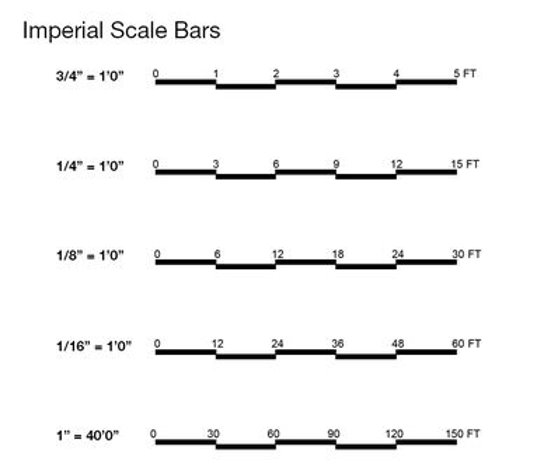 Imperial Scale Bars
3/4” = 1’0” 0 1 2 3 4 5 FT
1/4” = 1’0” 0 3 6 9 12 15 FT
1/8” = 1’0” 0 6 12 18 24 30 FT
1/16” = 1’0” 0 12 24 36 48 60 FT
1” = 40’0” 0 30 60 90 120 150 FT